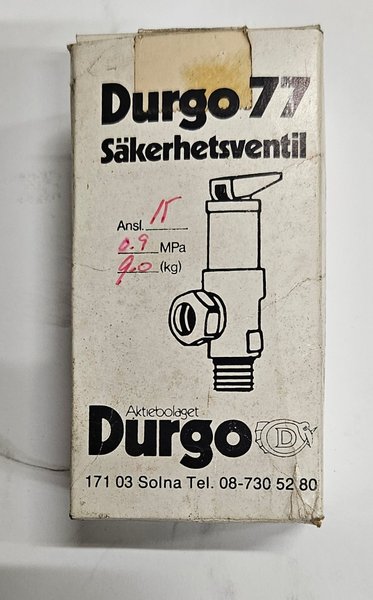 Durgo 77
Säkerhetsventil
Ansl. 15
0.9 MPa
9.0 (kg)
Aktiebolaget
Durgo D
171 03 Solna Tel. 08-730 52 80